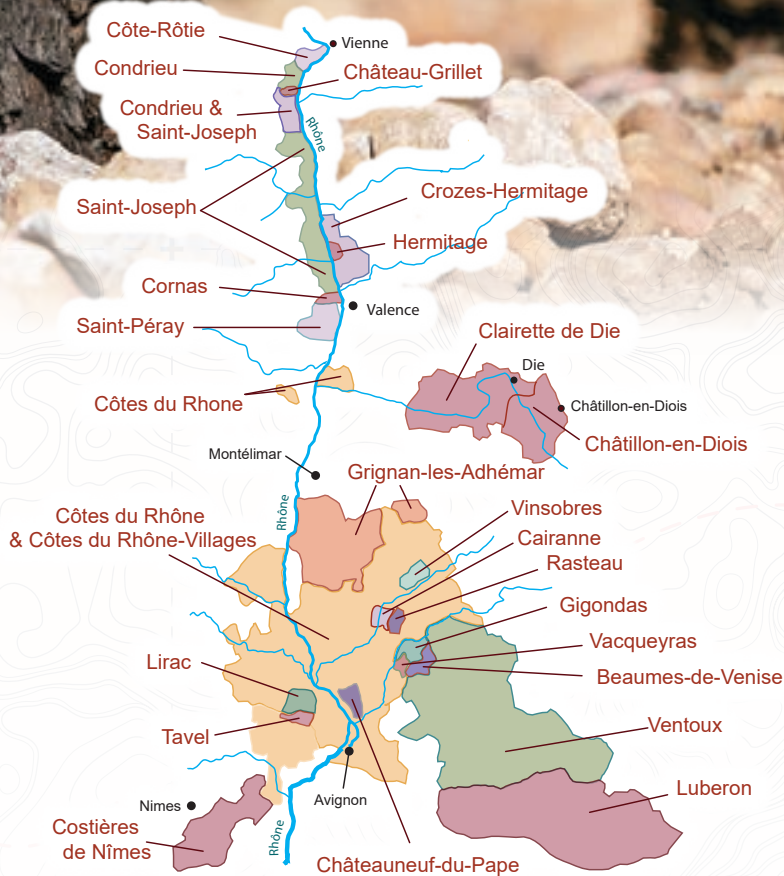 Côte-Rôtie
Vienne
Condrieu
Château-Grillet
Condrieu &
Saint-Joseph
Rhône
Crozes-Hermitage
Saint-Joseph
Hermitage
Cornas
Valence
Saint-Péray
Clairette de Die
Die
Côtes du Rhone
Châtillon-en-Diois
Châtillon-en-Diois
Montélimar
Grignan-les-Adhémar
Rhône
Vinsobres
Côtes du Rhône
& Côtes du Rhône-Villages
Cairanne
Rasteau
Gigondas
Vacqueyras
Lirac
Beaumes-de-Venise
Ventoux
Tavel
Luberon
Nimes
Avignon
Costières
de Nîmes
Rhône
Châteauneuf-du-Pape